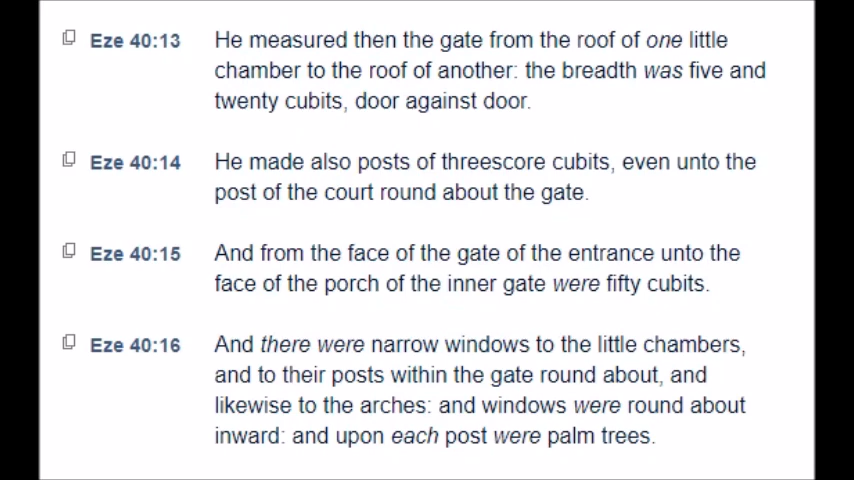 Eze 40:13 He measured then the gate from the roof of one little
chamber to the roof of another: the breadth was five and
twenty cubits, door against door.
Eze 40:14 He made also posts of threescore cubits, even unto the
post of the court round about the gate.
Eze 40:15 And from the face of the gate of the entrance unto the
face of the porch of the inner gate were fifty cubits.
Eze 40:16 And there were narrow windows to the little chambers,
and to their posts within the gate round about, and
likewise to the arches: and windows were round about
inward: and upon each post were palm trees.